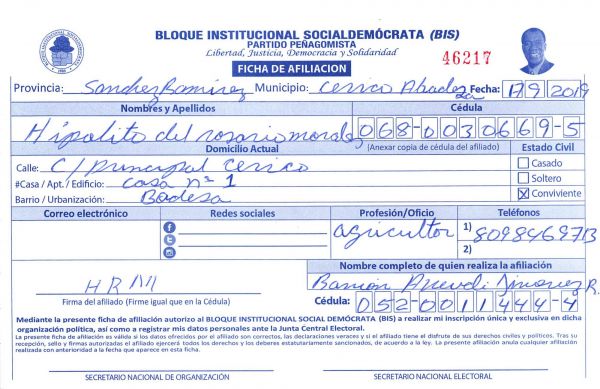 BLOQUE INSTITUCIONAL SOCIALDEMÓCRATA (BIS)
PARTIDO PEÑAGOMISTA
Libertad, Justicia, Democracia y Solidaridad
46217
FICHA DE AFILIACION
Provincia: Sanchez Ramirez Municipio: Cerico Abadeza Fecha: 17/9/2019
Nombres y Apellidos Cédula
Hipolito del rosario morales 068-0030669-5
Domicilio Actual (Anexar copia de cédula del afiliado) Estado Civil
Calle: C/ principal Cerico Casado
#Casa / Apt. / Edificio: casa nº 1 Soltero
Barrio / Urbanización: Badesa Conviviente
Correo electrónico Redes sociales Profesión/Oficio Teléfonos
agricultor 1) 8098469713
2)
Nombre completo de quien realiza la afiliación
Jimenez R.
Firma del afiliado (Firme igual que en la Cédula) Cédula: 052-0011444-4
Mediante la presente ficha de afiliación autorizo al BLOQUE INSTITUCIONAL SOCIAL DEMÓCRATA (BIS) a realizar mi inscripción única y exclusiva en dicha
organización política, así como a registrar mis datos personales ante la Junta Central Electoral.
La presente ficha de afiliación es válida si los datos ofrecidos por el afiliado son correctos, las declaraciones veraces y si el afiliado tiene el disfrute de sus derechos civiles y políticos. Tras su
recepción, sello y firmas autorizadas el afiliado ejercerá todos los derechos y los deberes estatutariamente sancionados, de acuerdo a la ley. La presente afiliación anula cualquier afiliación
realizada con anterioridad a la fecha que aparece en esta ficha.
SECRETARIO NACIONAL DE ORGANIZACIÓN SECRETARIO NACIONAL ELECTORAL